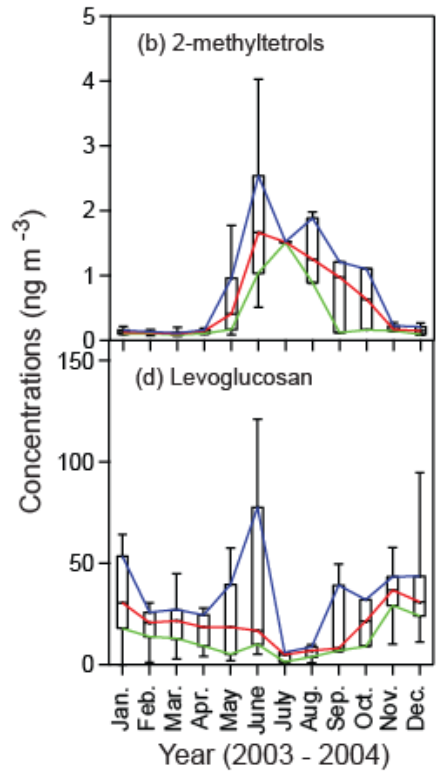 5
(b) 2-methyltetrols
4
3
2
1
0
Concentrations (ng m -3)
150
(d) Levoglucosan
100
50
0
Jan.
Feb.
Mar.
Apr.
May
June
July
Aug.
Sep.
Oct.
Nov.
Dec.
Year (2003 - 2004)